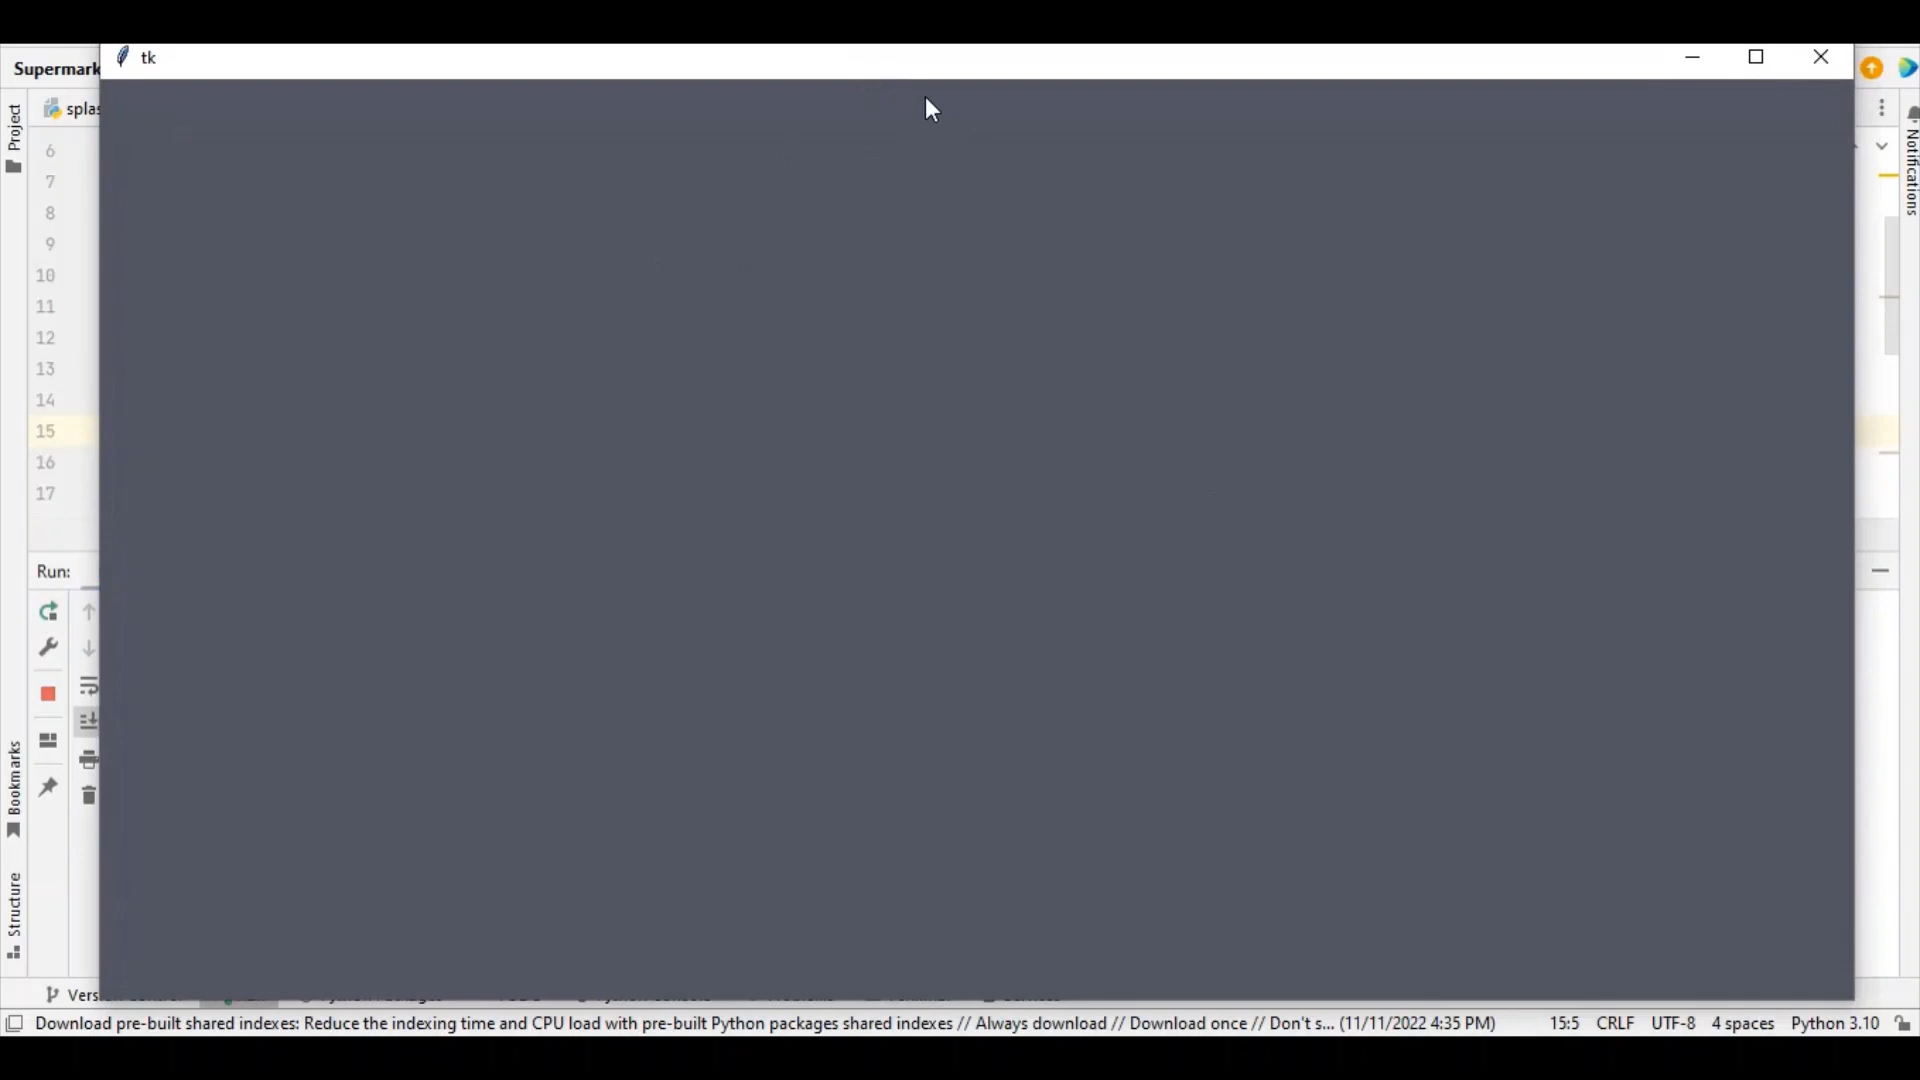 tk
Supermark
splas
Project
6
7
8
9
10
11
12
13
14
15
16
17
Notifications
Run:
Bookmarks
Structure
Vers
Download pre-built shared indexes: Reduce the indexing time and CPU load with pre-built Python packages shared indexes // Always download // Download once // Don't s... (11/11/2022 4:35 PM)
15:5 CRLF UTF-8 4 spaces Python 3.10